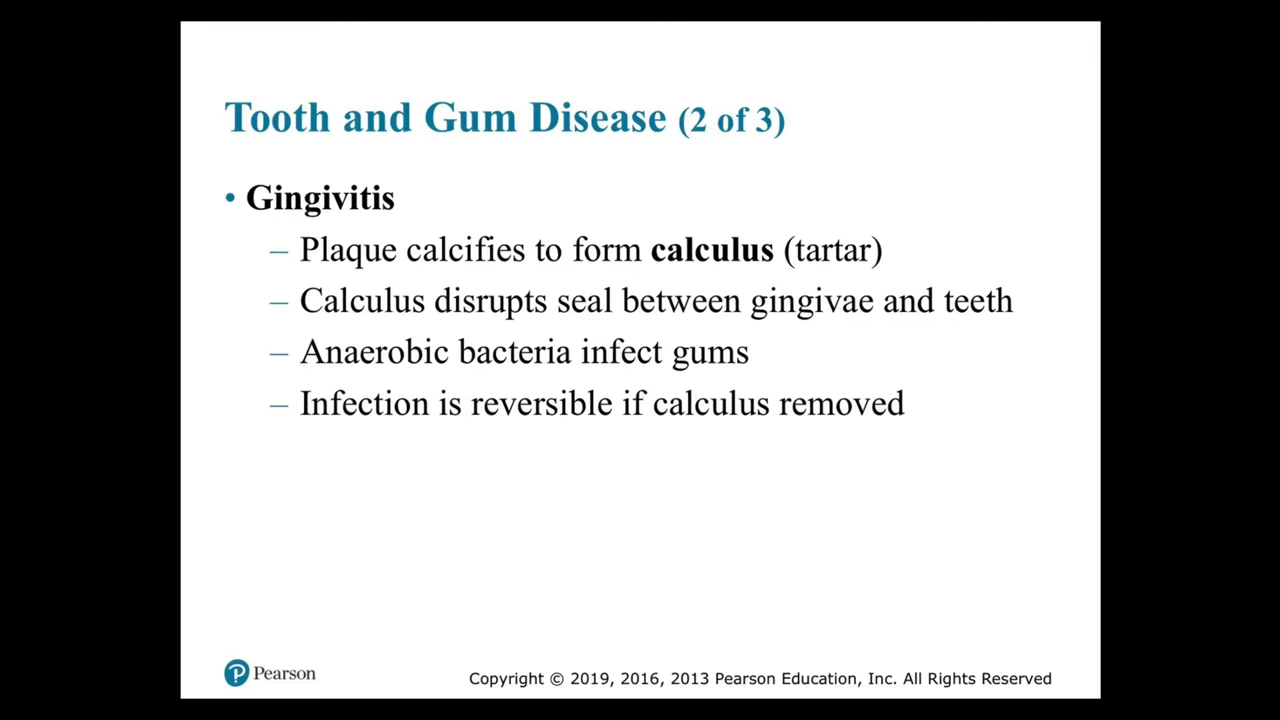 Tooth and Gum Disease (2 of 3)
• Gingivitis
– Plaque calcifies to form calculus (tartar)
– Calculus disrupts seal between gingivae and teeth
– Anaerobic bacteria infect gums
– Infection is reversible if calculus removed
Pearson
Copyright © 2019, 2016, 2013 Pearson Education, Inc. All Rights Reserved